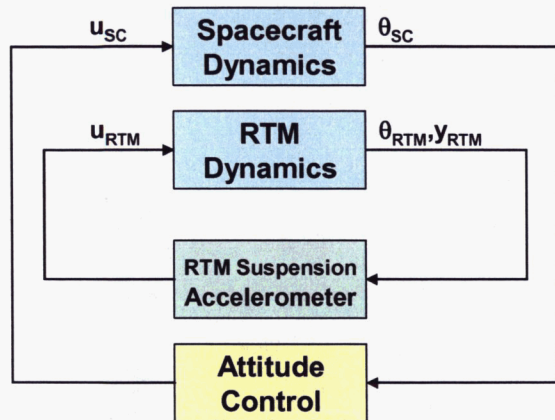 u_SC
Spacecraft
Dynamics
θ_SC
u_RTM
RTM
Dynamics
θ_RTM,y_RTM
RTM Suspension
Accelerometer
Attitude
Control